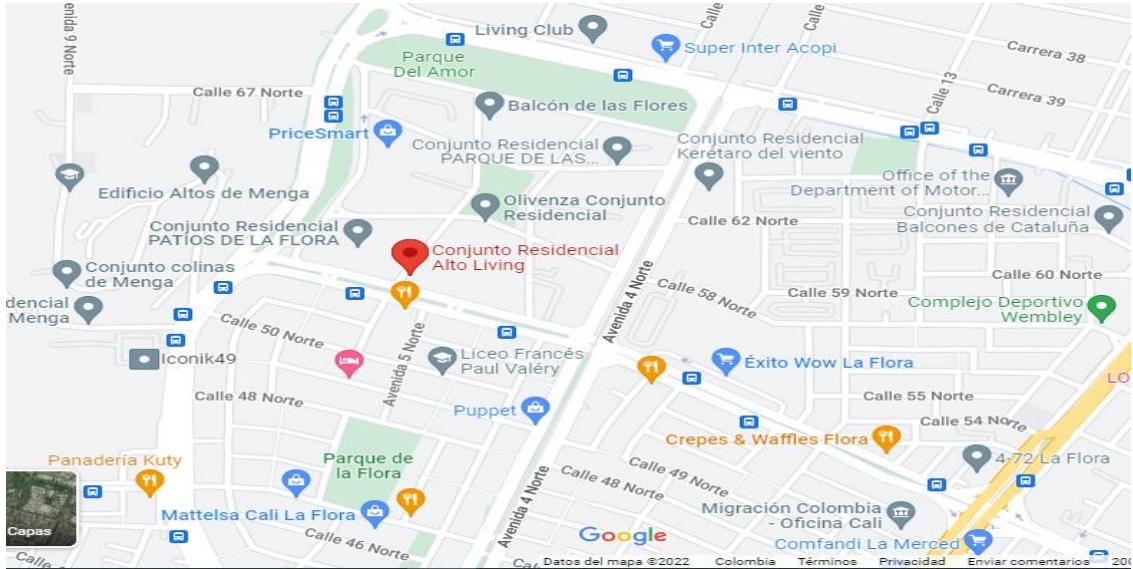 Living Club
Calle
Calle
Super Inter Acopi
Carrera 38
Avenida 9 Norte
Parque
Del Amor
Calle 67 Norte
Balcón de las Flores
Calle 13
Carrera 39
PriceSmart
Conjunto Residencial
PARQUE DE LAS...
Conjunto Residencial
Kerétaro del viento
Office of the
Department of Motor...
Edificio Altos de Menga
Olivenza Conjunto
Residencial
Conjunto Residencial
PATIOS DE LA FLORA
Calle 62 Norte
Conjunto Residencial
Balcones de Cataluña
Conjunto Residencial
Alto Living
Conjunto colinas
de Menga
Calle 60 Norte
Calle 58 Norte
Calle 59 Norte
dencial
Menga
Complejo Deportivo
Wembley
Avenida 4 Norte
Calle 50 Norte
Avenida 5 Norte
Iconik49
Liceo Francés
Paul Valéry
Éxito Wow La Flora
LO
Calle 48 Norte
Puppet
Calle 55 Norte
Calle 54 Norte
Crepes & Waffles Flora
Panadería Kuty
Parque de
la Flora
4-72 La Flora
Calle 49 Norte
Calle 48 Norte
Avenida 4 Norte
Mattelsa Cali La Flora
Migración Colombia
- Oficina Cali
Capas
Calle 46 Norte
Google
Comfandi La Merced
Calle
Datos del mapa ©2022 Colombia Términos Privacidad Enviar comentarios 200